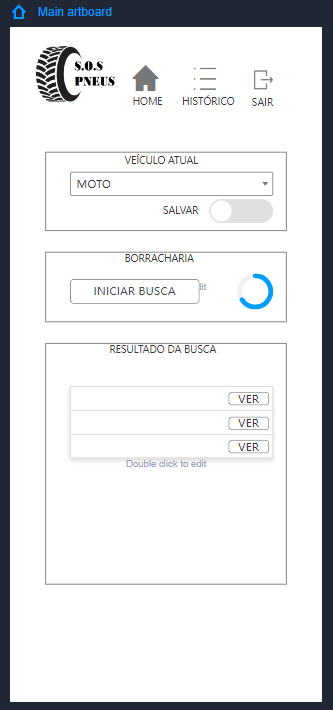 Main artboard
S.O.S
PNEUS
HOME
HISTÓRICO
SAIR
VEÍCULO ATUAL
MOTO
SALVAR
BORRACHARIA
INICIAR BUSCA
RESULTADO DA BUSCA
VER
VER
VER
Double click to edit